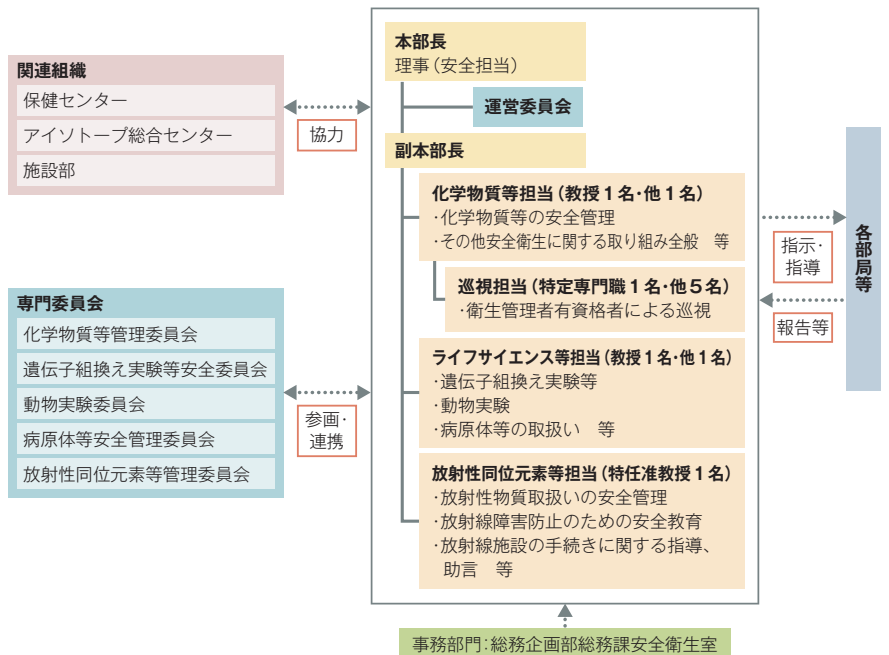 関連組織
保健センター
アイソトープ総合センター
施設部
協力
専門委員会
化学物質等管理委員会
遺伝子組換え実験等安全委員会
動物実験委員会
病原体等安全管理委員会
放射性同位元素等管理委員会
参画・
連携
本部長
理事(安全担当)
運営委員会
副本部長
化学物質等担当(教授1名・他1名)
・化学物質等の安全管理
・その他安全衛生に関する取り組み全般　等
巡視担当(特定専門職1名・他5名)
・衛生管理者有資格者による巡視
ライフサイエンス等担当(教授1名・他1名)
・遺伝子組換え実験等
・動物実験
・病原体等の取扱い　等
放射性同位元素等担当(特任准教授1名)
・放射性物質取扱いの安全管理
・放射線障害防止のための安全教育
・放射線施設の手続きに関する指導、
助言　等
指示・
指導
報告等
各部局等
事務部門:総務企画部総務課安全衛生室